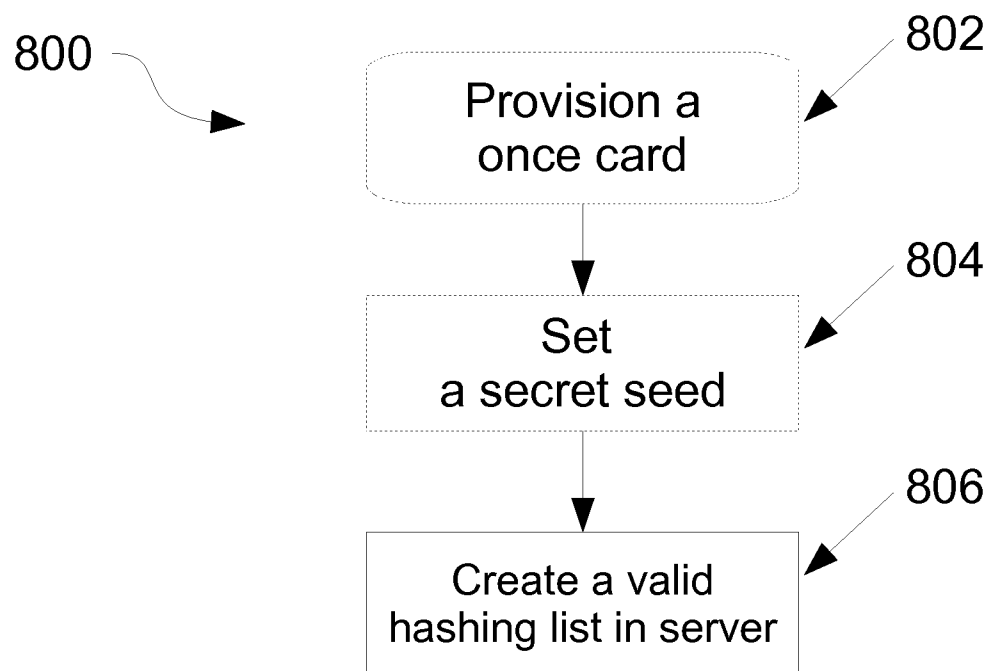 800
802
Provision a
once card
804
Set
a secret seed
806
Create a valid
hashing list in server